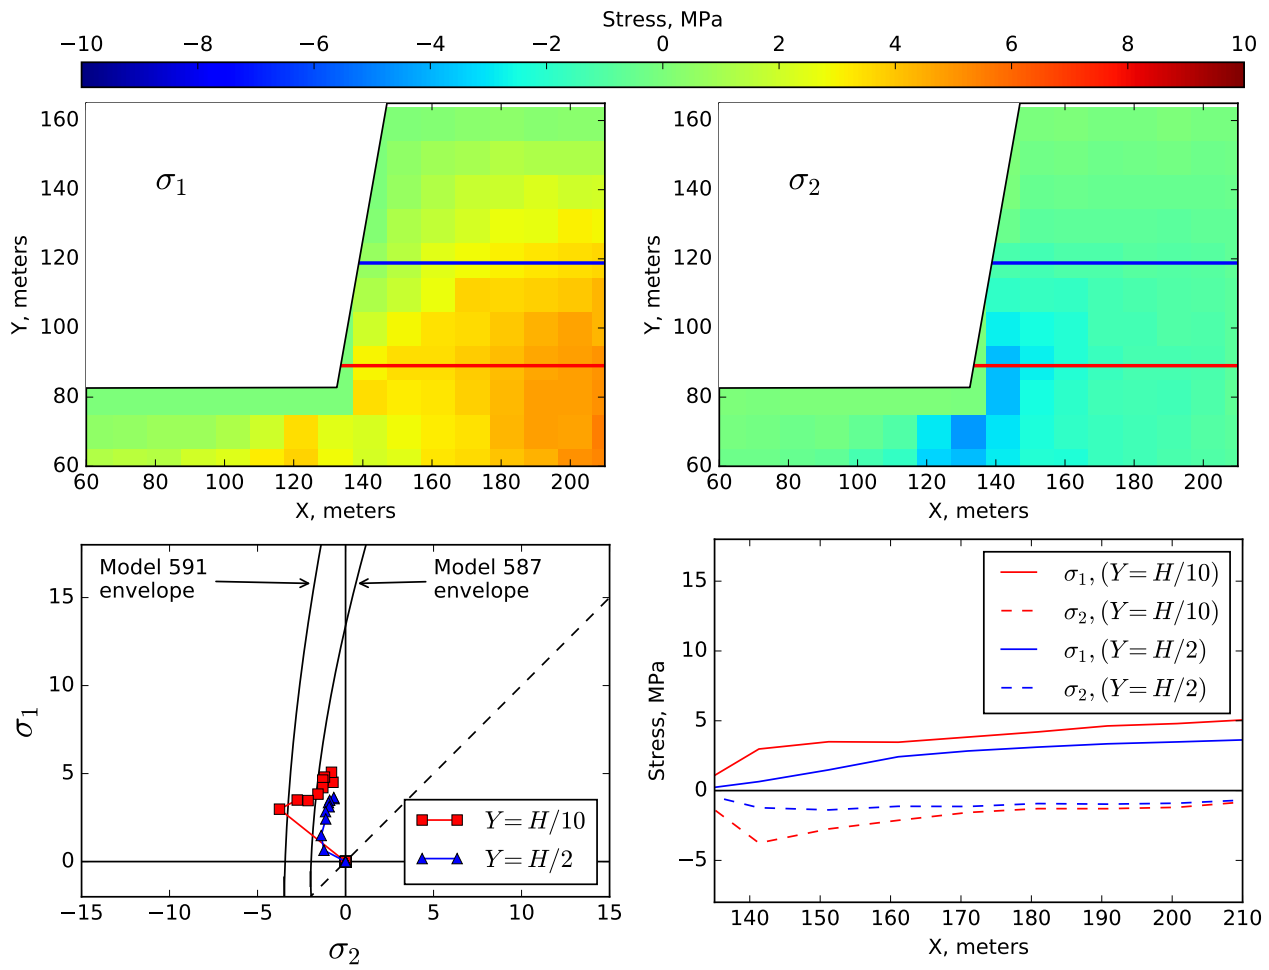 Stress, MPa
−10 −8 −6 −4 −2 0 2 4 6 8 10
σ1
Y, meters
160
140
120
100
80
60
60 80 100 120 140 160 180 200
X, meters
σ2
Y, meters
160
140
120
100
80
60
60 80 100 120 140 160 180 200
X, meters
Model 591
envelope
Model 587
envelope
σ1
15
10
5
0
Y=H/10
Y=H/2
−15 −10 −5 0 5 10 15
σ2
σ1, (Y=H/10)
σ2, (Y=H/10)
σ1, (Y=H/2)
σ2, (Y=H/2)
Stress, MPa
15
10
5
0
−5
140 150 160 170 180 190 200 210
X, meters